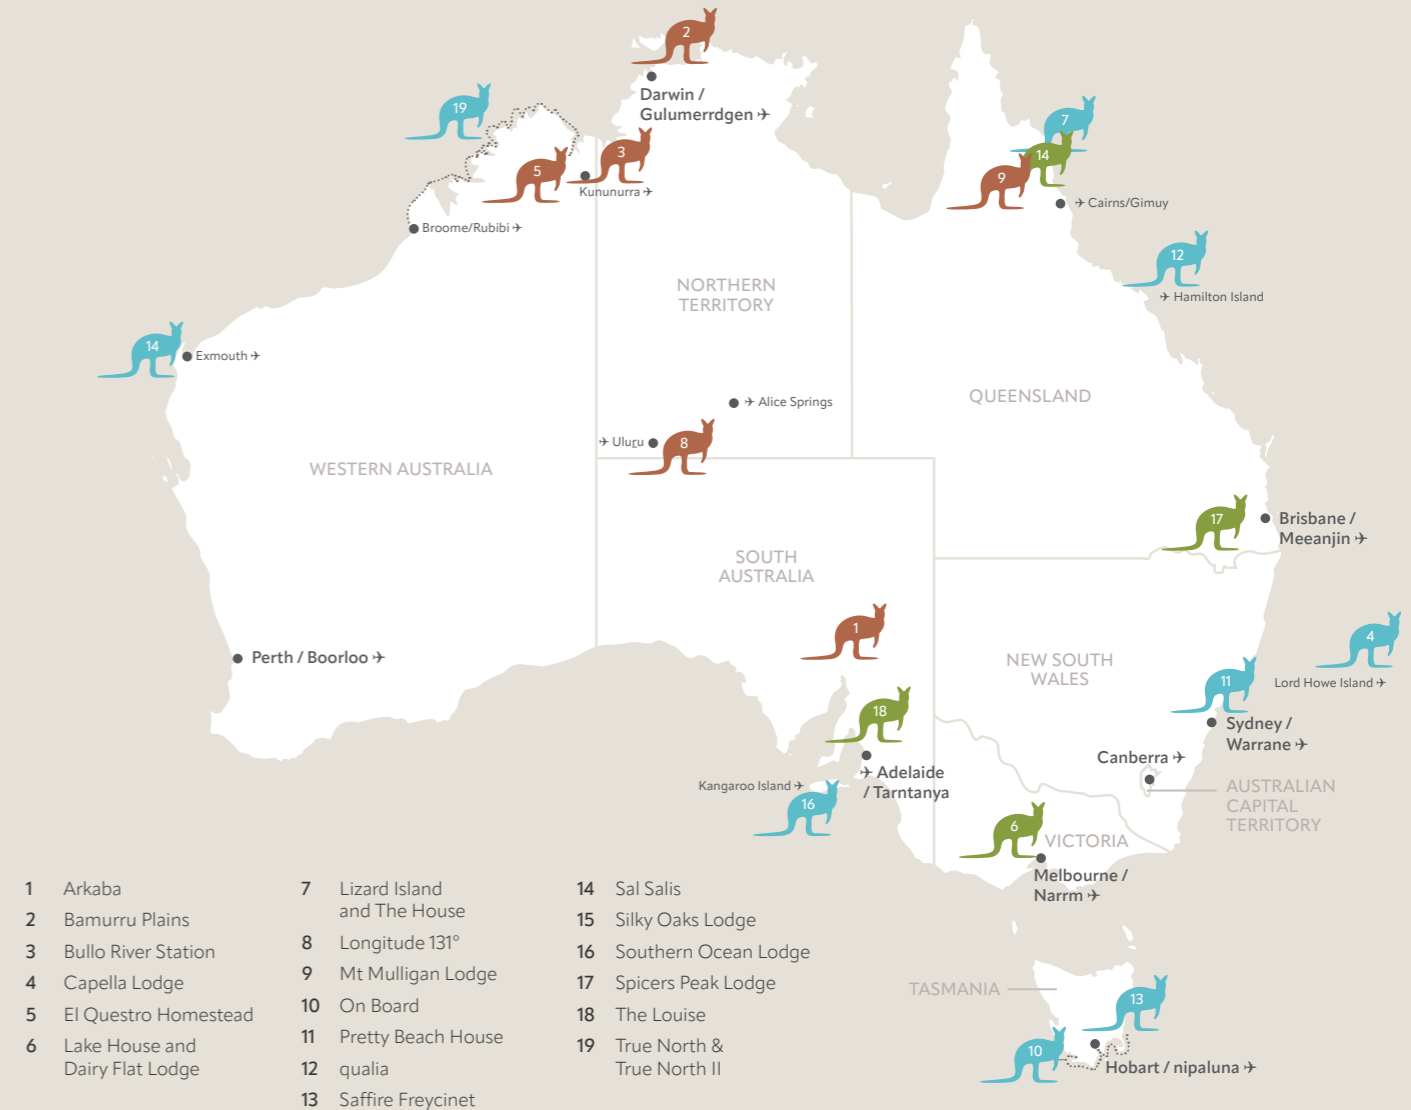 2
Darwin /
Gulumerrdgen ✈
19
7
3
14
5
9
Kununurra ✈
✈ Cairns/Gimuy
Broome/Rubibi ✈
12
NORTHERN
TERRITORY
✈ Hamilton Island
14
Exmouth ✈
QUEENSLAND
✈ Alice Springs
✈ Uluṟu
8
WESTERN AUSTRALIA
17
Brisbane /
Meeanjin ✈
SOUTH
AUSTRALIA
1
4
Perth / Boorloo ✈
NEW SOUTH
WALES
11
Lord Howe Island ✈
18
Sydney /
Warrane ✈
Canberra ✈
✈ Adelaide
/ Tarntanya
Kangaroo Island ✈
16
AUSTRALIAN
CAPITAL
TERRITORY
6
VICTORIA
Melbourne /
Narrm ✈
TASMANIA
13
10
Hobart / nipaluna ✈
1 Arkaba
2 Bamurru Plains
3 Bullo River Station
4 Capella Lodge
5 El Questro Homestead
6 Lake House and
Dairy Flat Lodge
7 Lizard Island
and The House
8 Longitude 131°
9 Mt Mulligan Lodge
10 On Board
11 Pretty Beach House
12 qualia
13 Saffire Freycinet
14 Sal Salis
15 Silky Oaks Lodge
16 Southern Ocean Lodge
17 Spicers Peak Lodge
18 The Louise
19 True North &
True North II